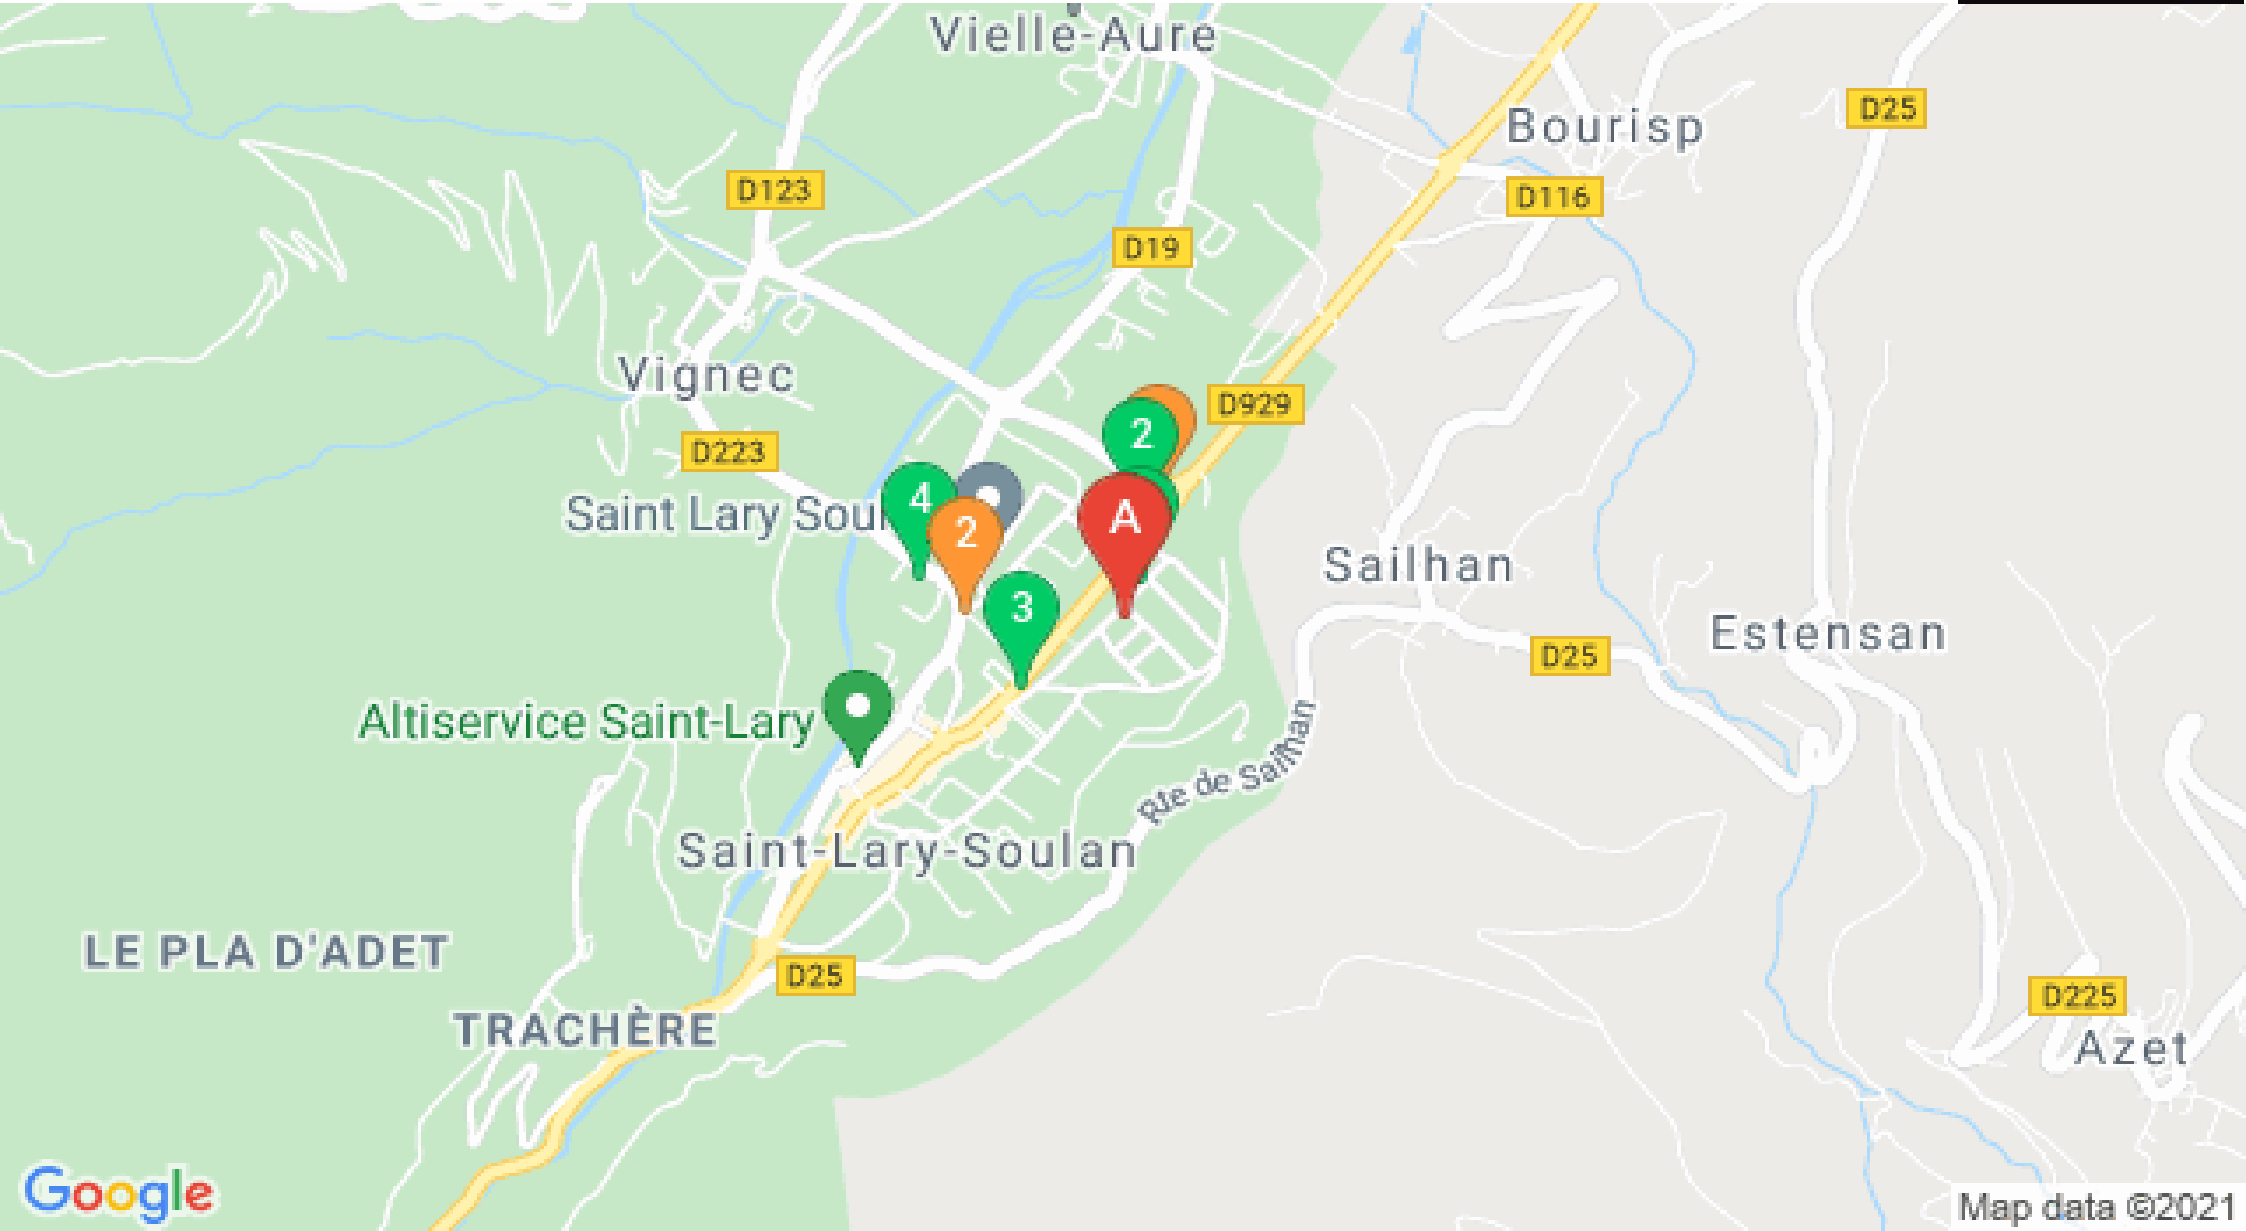 Vielle-Aure
D25
Bourisp
D123
D116
D19
Vignec
D929
2
D223
4
Saint Lary Soul
A
2
Sailhan
3
Estensan
D25
Altiservice Saint-Lary
Rte de Sailhan
Saint-Lary-Soulan
LE PLA D'ADET
D25
D225
TRACHÈRE
Azet
Google
Map data ©2021